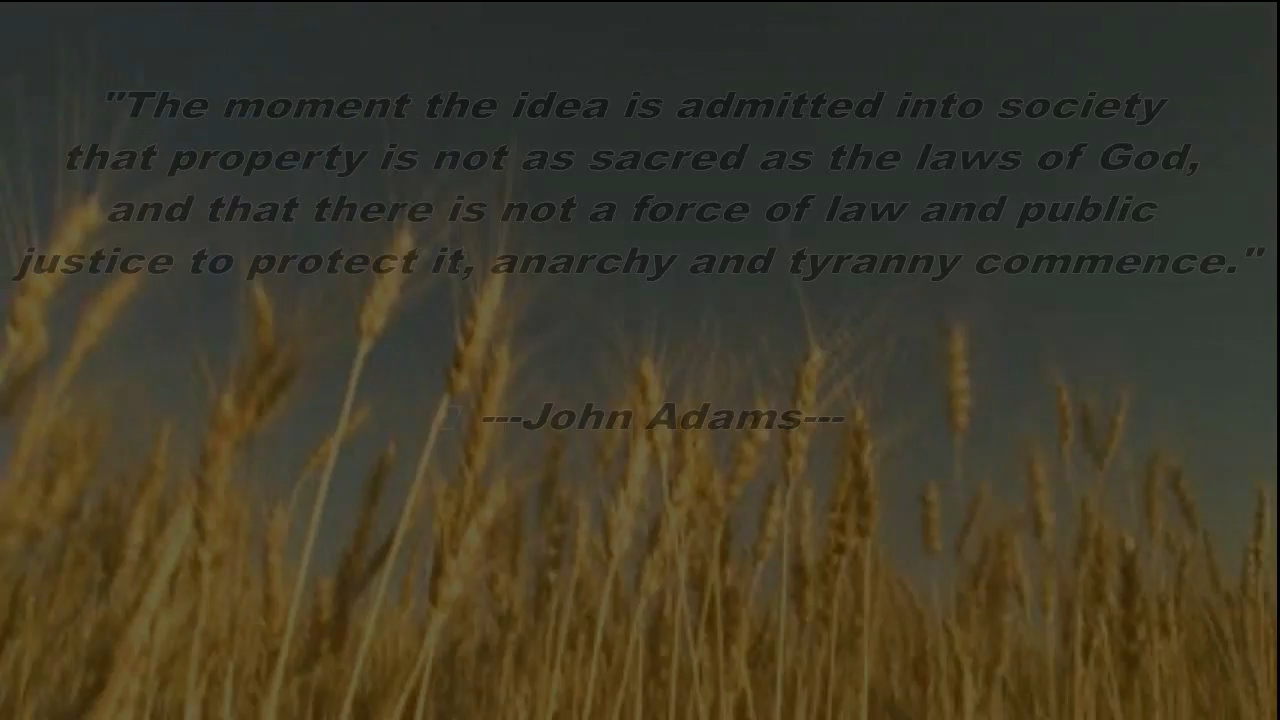 "The moment the idea is admitted into society
that property is not as sacred as the laws of God,
and that there is not a force of law and public
justice to protect it, anarchy and tyranny commence."
---John Adams---